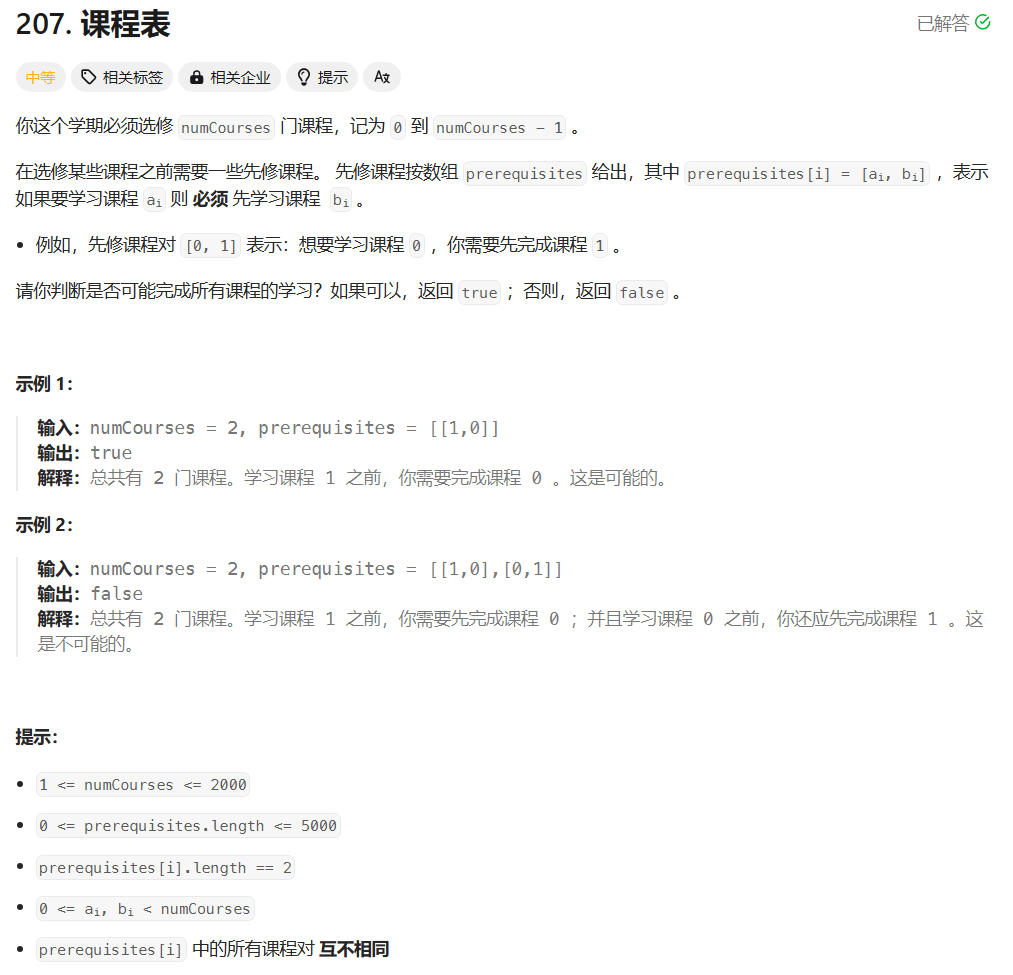 207. 课程表
已解答
中等 相关标签 相关企业 提示 Aあ
你这个学期必须选修 numCourses 门课程，记为 0 到 numCourses - 1 。
在选修某些课程之前需要一些先修课程。 先修课程按数组 prerequisites 给出，其中 prerequisites[i] = [ai, bi] ，表示
如果要学习课程 ai 则 必须 先学习课程 bi 。
• 例如，先修课程对 [0, 1] 表示：想要学习课程 0 ，你需要先完成课程 1 。
请你判断是否可能完成所有课程的学习？如果可以，返回 true ；否则，返回 false 。
示例 1：
输入：numCourses = 2, prerequisites = [[1,0]]
输出：true
解释：总共有 2 门课程。学习课程 1 之前，你需要完成课程 0 。这是可能的。
示例 2：
输入：numCourses = 2, prerequisites = [[1,0],[0,1]]
输出：false
解释：总共有 2 门课程。学习课程 1 之前，你需要先完成课程 0 ；并且学习课程 0 之前，你还应先完成课程 1 。这
是不可能的。
提示：
• 1 <= numCourses <= 2000
• 0 <= prerequisites.length <= 5000
• prerequisites[i].length == 2
• 0 <= ai, bi < numCourses
• prerequisites[i] 中的所有课程对 互不相同